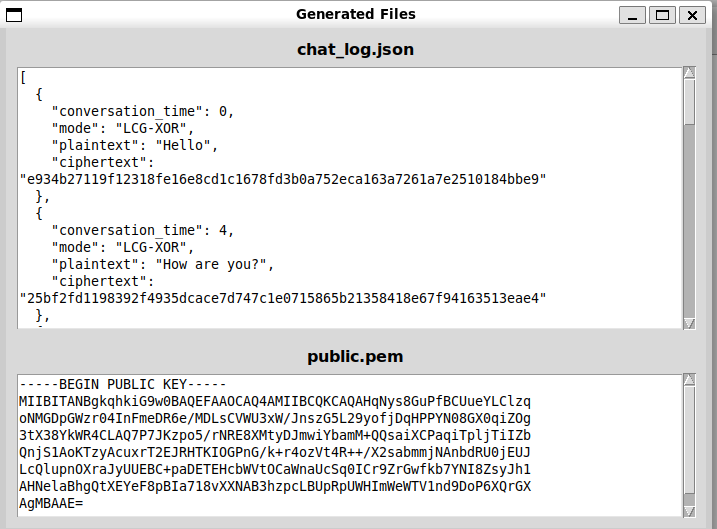 Generated Files
chat_log.json
[
  {
    "conversation_time": 0,
    "mode": "LCG-XOR",
    "plaintext": "Hello",
    "ciphertext":
"e934b27119f12318fe16e8cd1c1678fd3b0a752eca163a7261a7e2510184bbe9"
  },
  {
    "conversation_time": 4,
    "mode": "LCG-XOR",
    "plaintext": "How are you?",
    "ciphertext":
"25bf2fd1198392f4935dcace7d747c1e0715865b21358418e67f94163513eae4"
  },
public.pem
-----BEGIN PUBLIC KEY-----
MIIBITANBgkqhkiG9w0BAQEFAAOCAQ4AMIIBCQKCAQAHqNys8GuPfBCUueYLClzq
oNMGDpGWzr04InFmeDR6e/MDLsCVWU3xW/JnszG5L29yofjDqHPPYN08GX0qiZOg
3tX38YkWR4CLAQ7P7JKzpo5/rNRE8XMtyDJmwiYbamM+QQsaiXCPaqiTpljTiIZb
QnjS1AoKTzyAcuxrT2EJRHTKIOGPnG/k+r4ozVt4R++/X2sabmmjNAnbdRU0jEUJ
LcQlupnOXraJyUUEBC+paDETEHcbWVtOCaWnaUcSq0ICr9ZrGwfkb7YNI8ZsyJh1
AHNelaBhgQtXEYeF8pBIa718vXXNAB3hzpcLBUpRpUWHImWeWTV1nd9DoP6XQrGX
AgMBAAE=